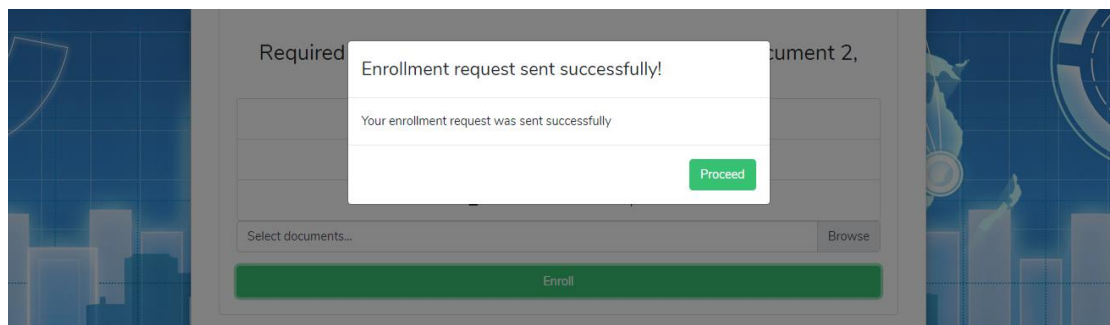 Required
cument 2,
Enrollment request sent successfully!
Your enrollment request was sent successfully
Proceed
Select documents...
Browse
Enroll